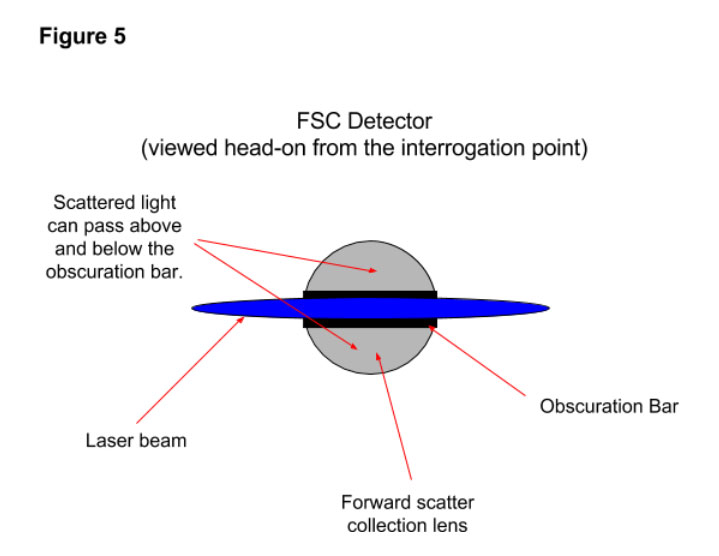 Figure 5
FSC Detector
(viewed head-on from the interrogation point)
Scattered light
can pass above
and below the
obscuration bar.
Obscuration Bar
Laser beam
Forward scatter
collection lens